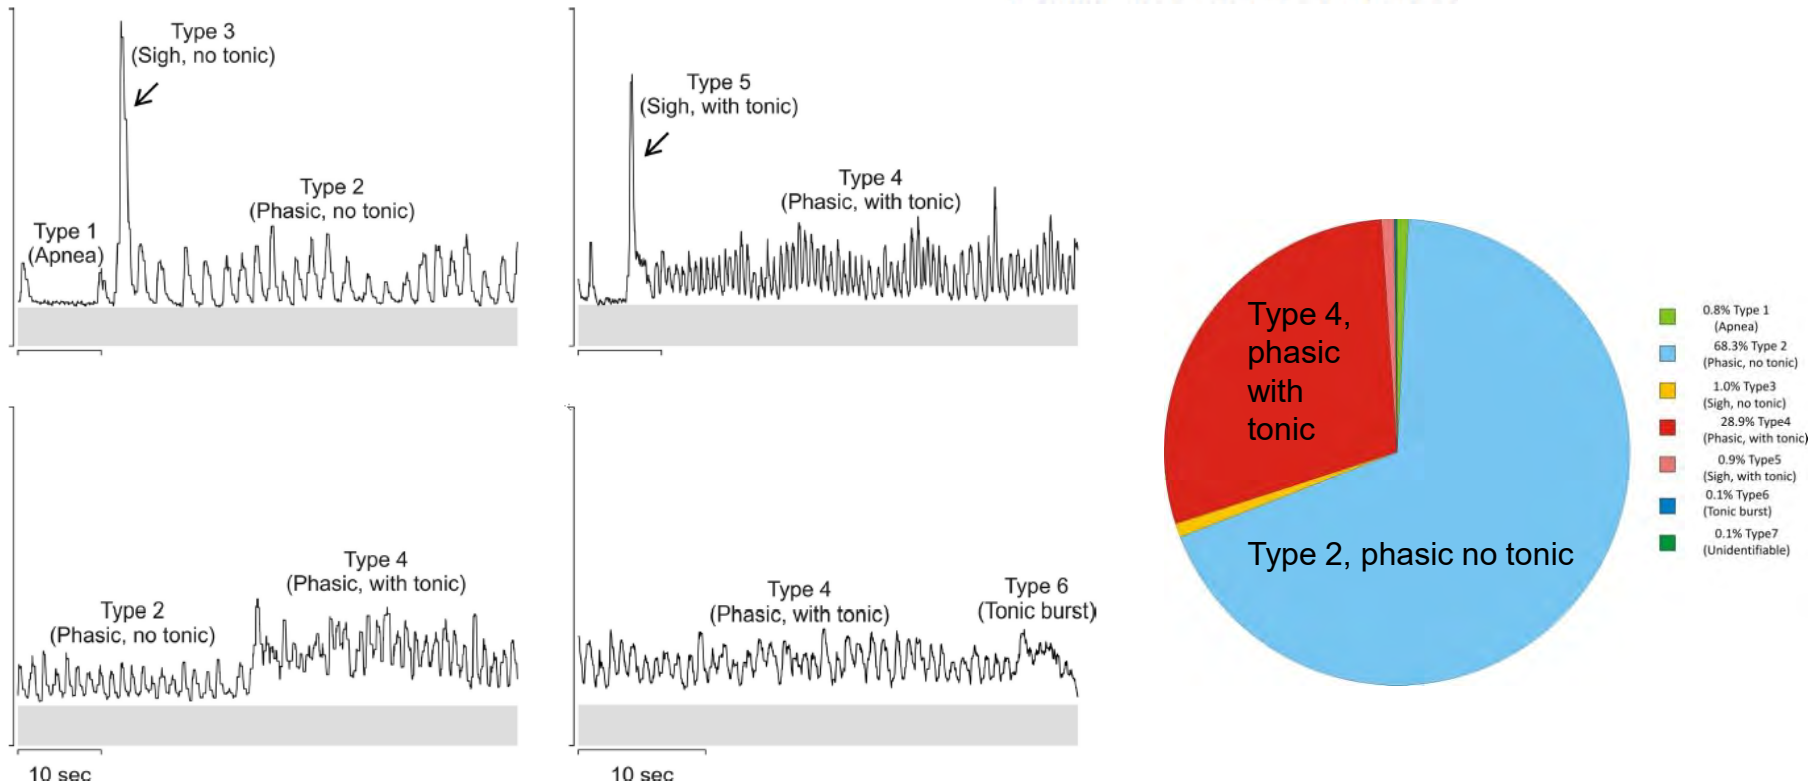 Type 3
(Sigh, no tonic)
Type 2
(Phasic, no tonic)
Type 1
(Apnea)
Type 5
(Sigh, with tonic)
Type 4
(Phasic, with tonic)
Type 2
(Phasic, no tonic)
Type 4
(Phasic, with tonic)
10 sec
Type 4
(Phasic, with tonic)
Type 6
(Tonic burst)
10 sec
Type 4,
phasic
with
tonic
Type 2, phasic no tonic
0.8% Type 1
(Apnea)
68.3% Type 2
(Phasic, no tonic)
1.0% Type3
(Sigh, no tonic)
28.9% Type4
(Phasic, with tonic)
0.9% Type5
(Sigh, with tonic)
0.1% Type6
(Tonic burst)
0.1% Type7
(Unidentifiable)